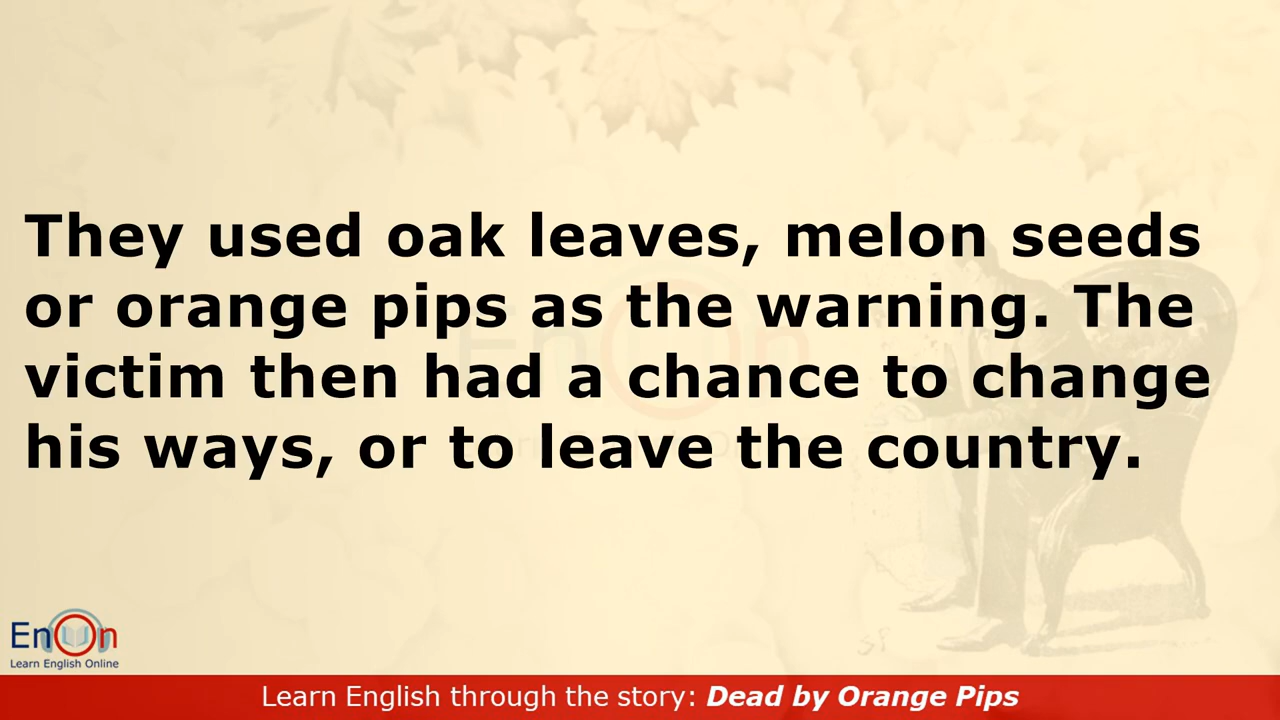 They used oak leaves, melon seeds
or orange pips as the warning. The
victim then had a chance to change
his ways, or to leave the country.
EnOn
Learn English Online
Learn English through the story: Dead by Orange Pips